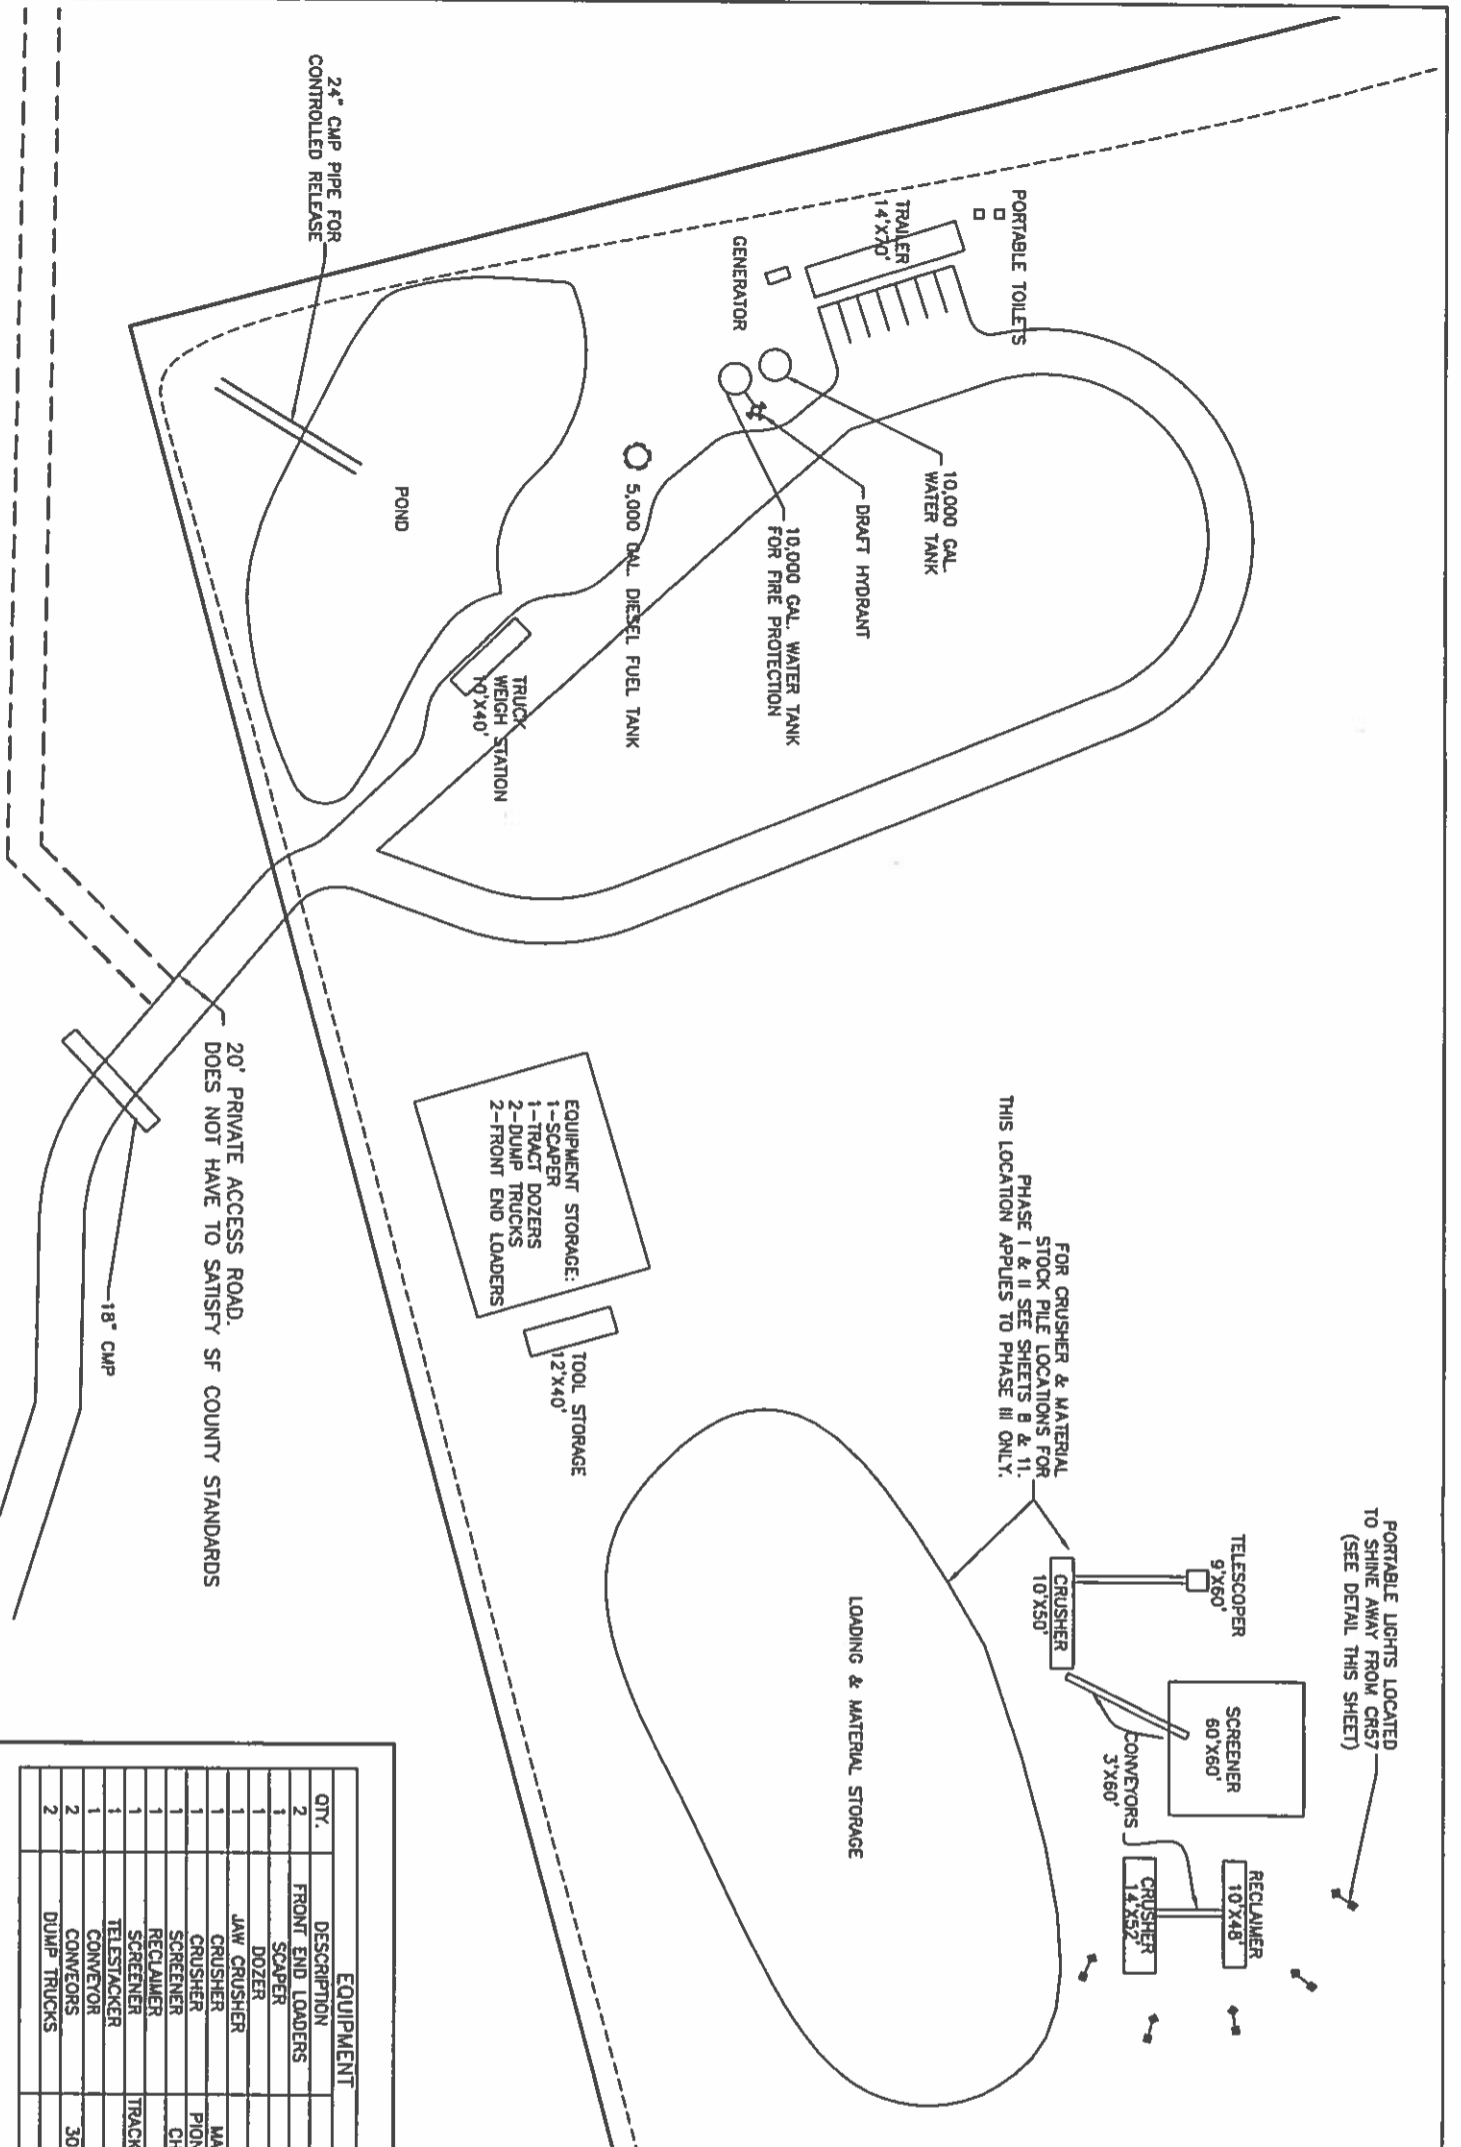 PORTABLE LIGHTS LOCATED
TO SHINE AWAY FROM CR57
(SEE DETAIL THIS SHEET)
TELESCOPER
9'X60'
SCREENER
60'X60'
RECLAIMER
10'X48'
CONVEYORS
3'X60'
CRUSHER
10'X50'
CRUSHER
14'X52'
FOR CRUSHER & MATERIAL
STOCK PILE LOCATIONS FOR
PHASE I & II SEE SHEETS 8 & 11.
THIS LOCATION APPLIES TO PHASE III ONLY.
LOADING & MATERIAL STORAGE
PORTABLE TOILETS
TRAILER
14'X70'
GENERATOR
10,000 GAL.
WATER TANK
DRAFT HYDRANT
10,000 GAL. WATER TANK
FOR FIRE PROTECTION
5,000 GAL. DIESEL FUEL TANK
TRUCK
WEIGH STATION
10'X40'
POND
24" CMP PIPE FOR
CONTROLLED RELEASE
EQUIPMENT STORAGE:
1-SCAPER
1-TRACT DOZERS
2-DUMP TRUCKS
2-FRONT END LOADERS
TOOL STORAGE
12'X40'
20' PRIVATE ACCESS ROAD.
DOES NOT HAVE TO SATISFY SF COUNTY STANDARDS
18" CMP
EQUIPMENT
QTY. DESCRIPTION
2 FRONT END LOADERS
1 SCAPER
1 DOZER
1 JAW CRUSHER
1 CRUSHER MA
1 CRUSHER PION
1 SCREENER CH
1 RECLAIMER
1 SCREENER TRACK
1 TELESTACKER
1 CONVEYOR
2 CONVEORS 30
2 DUMP TRUCKS